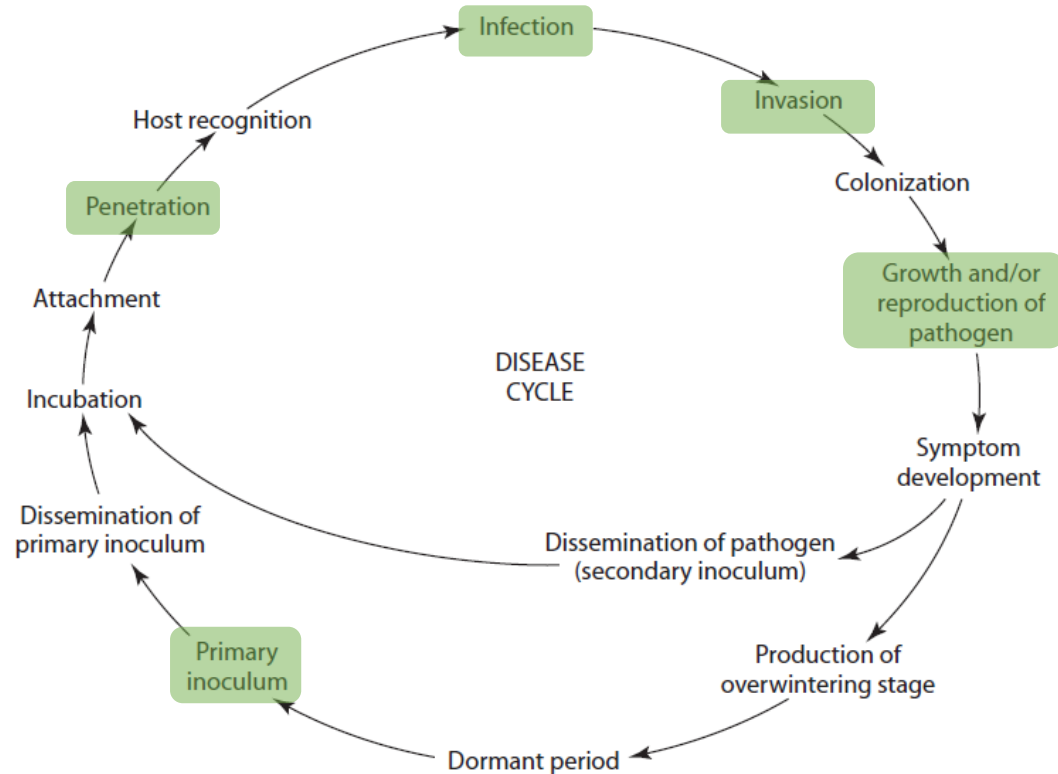 Infection
Invasion
Host recognition
Colonization
Penetration
Growth and/or
reproduction of
pathogen
Attachment
DISEASE
CYCLE
Incubation
Symptom
development
Dissemination of
primary inoculum
Dissemination of pathogen
(secondary inoculum)
Primary
inoculum
Production of
overwintering stage
Dormant period